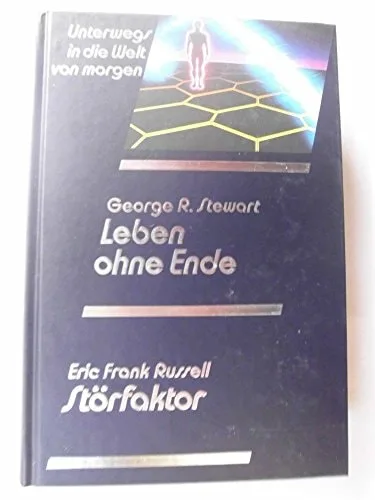 Unterwegs
in die Welt
von morgen
George R. Stewart
Leben
ohne Ende
Eric Frank Russell
Störfaktor